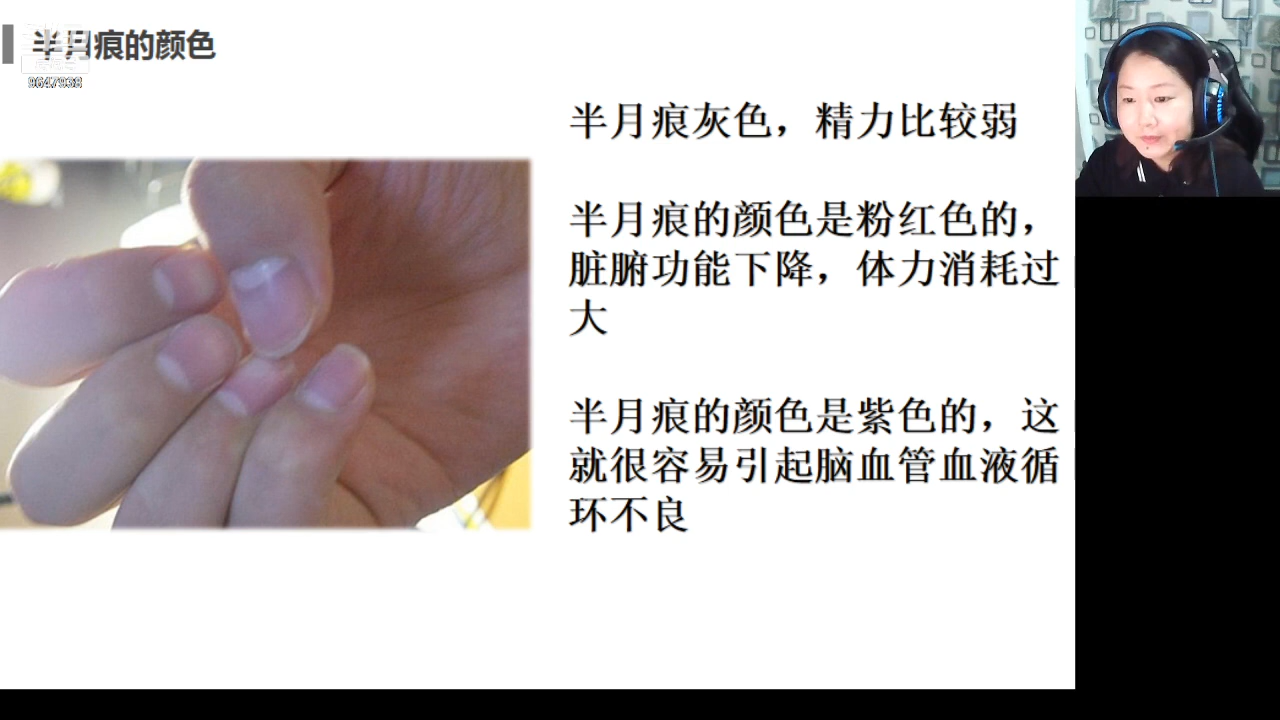 半月痕的颜色
9647938
半月痕灰色，精力比较弱
半月痕的颜色是粉红色的，
脏腑功能下降，体力消耗过
大
半月痕的颜色是紫色的，这
就很容易引起脑血管血液循
环不良